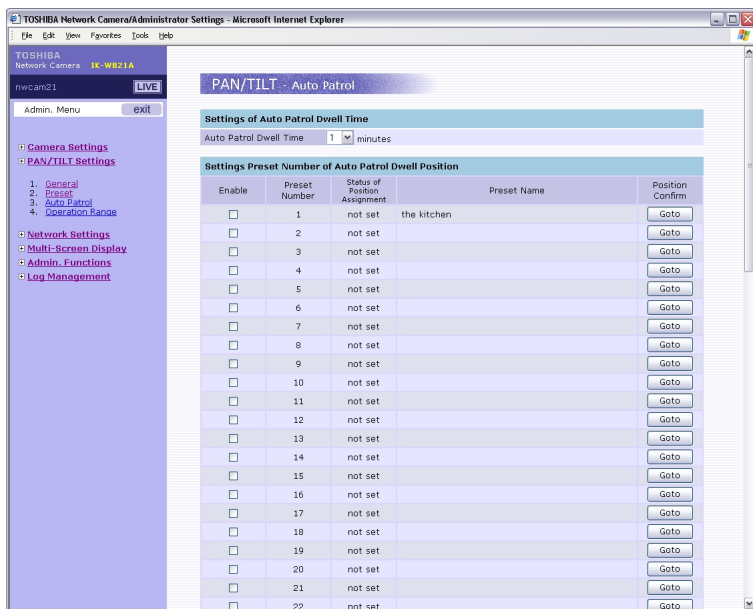 TOSHIBA Network Camera/Administrator Settings - Microsoft Internet Explorer
File Edit View Favorites Tools Help
TOSHIBA
Network Camera IK-WB21A
nwcam21 LIVE
Admin. Menu exit
Camera Settings
PAN/TILT Settings
1. General
2. Preset
3. Auto Patrol
4. Operation Range
Network Settings
Multi-Screen Display
Admin. Functions
Log Management
PAN/TILT - Auto Patrol
Settings of Auto Patrol Dwell Time
Auto Patrol Dwell Time 1 minutes
Settings Preset Number of Auto Patrol Dwell Position
Enable Preset Number Status of Position Assignment Preset Name Position Confirm
1 not set the kitchen Goto
2 not set Goto
3 not set Goto
4 not set Goto
5 not set Goto
6 not set Goto
7 not set Goto
8 not set Goto
9 not set Goto
10 not set Goto
11 not set Goto
12 not set Goto
13 not set Goto
14 not set Goto
15 not set Goto
16 not set Goto
17 not set Goto
18 not set Goto
19 not set Goto
20 not set Goto
21 not set Goto
22 not set Goto